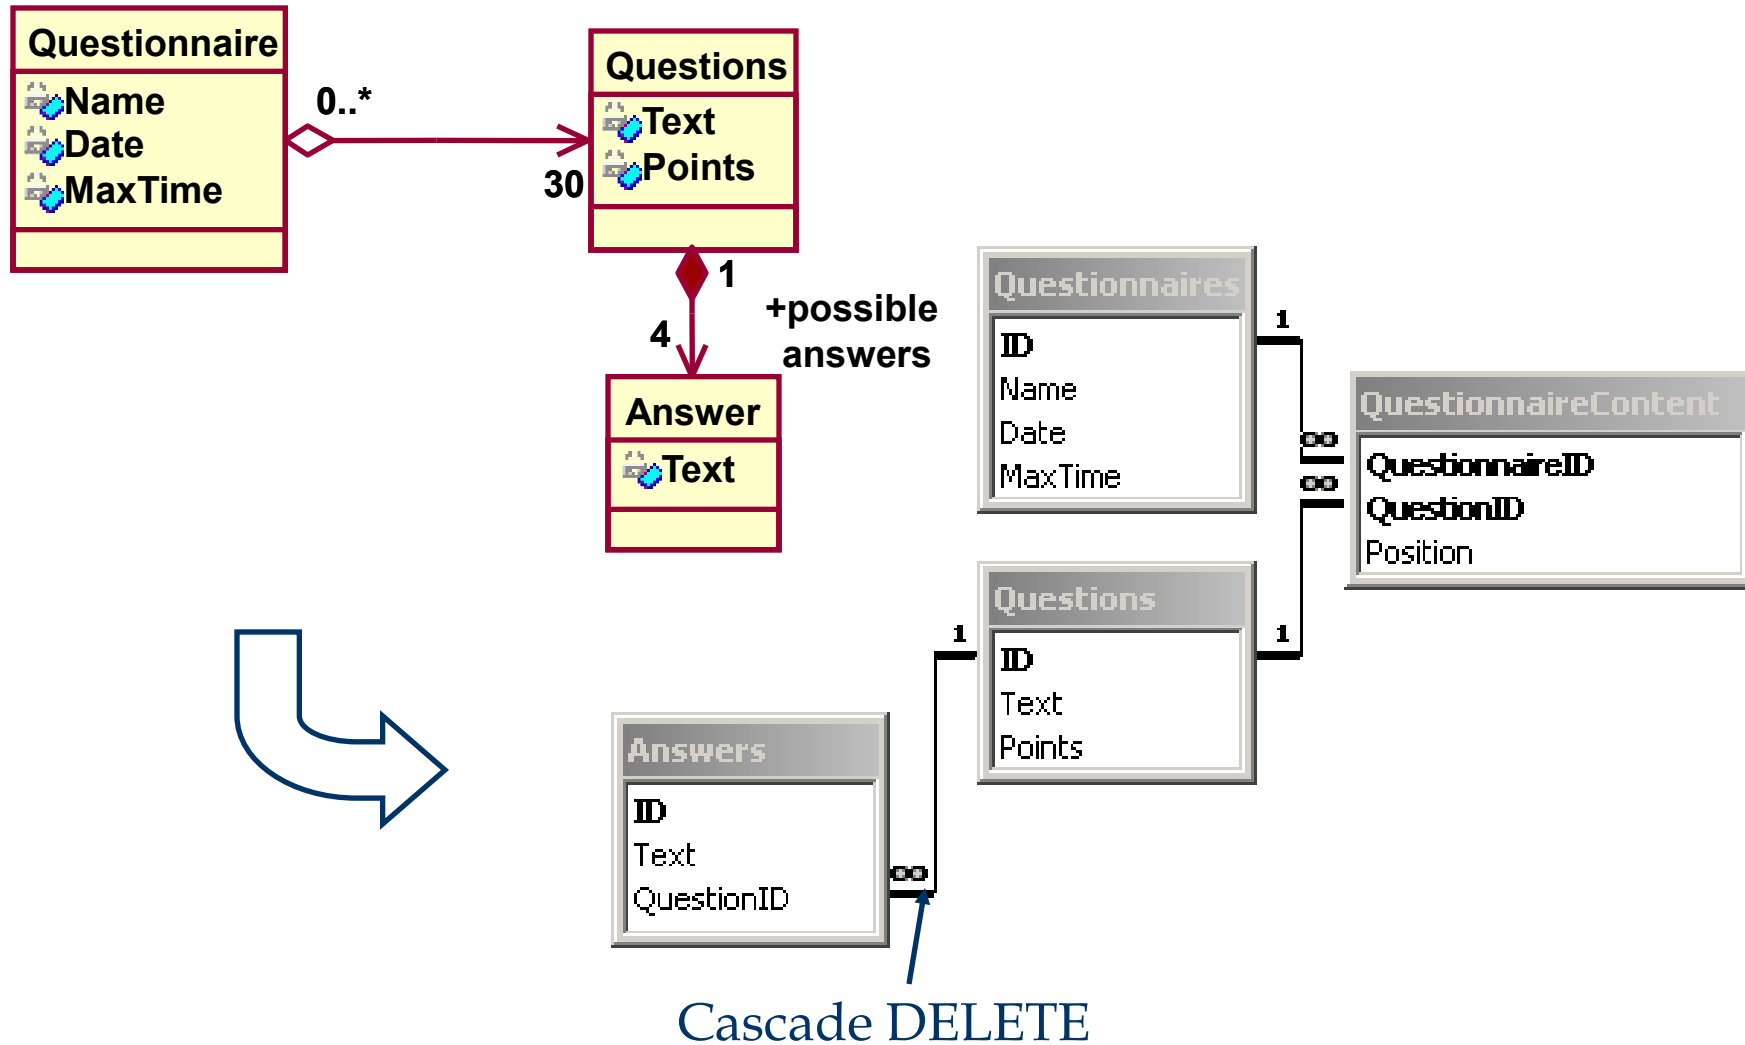 Questionnaire
Name
Date
MaxTime
0..*
30
Questions
Text
Points
1
4
+possible
answers
Answer
Text
Questionnaires
ID
Name
Date
MaxTime
1
∞
∞
QuestionnaireContent
QuestionnaireID
QuestionID
Position
Questions
ID
Text
Points
1
1
Answers
ID
Text
QuestionID
∞
Cascade DELETE